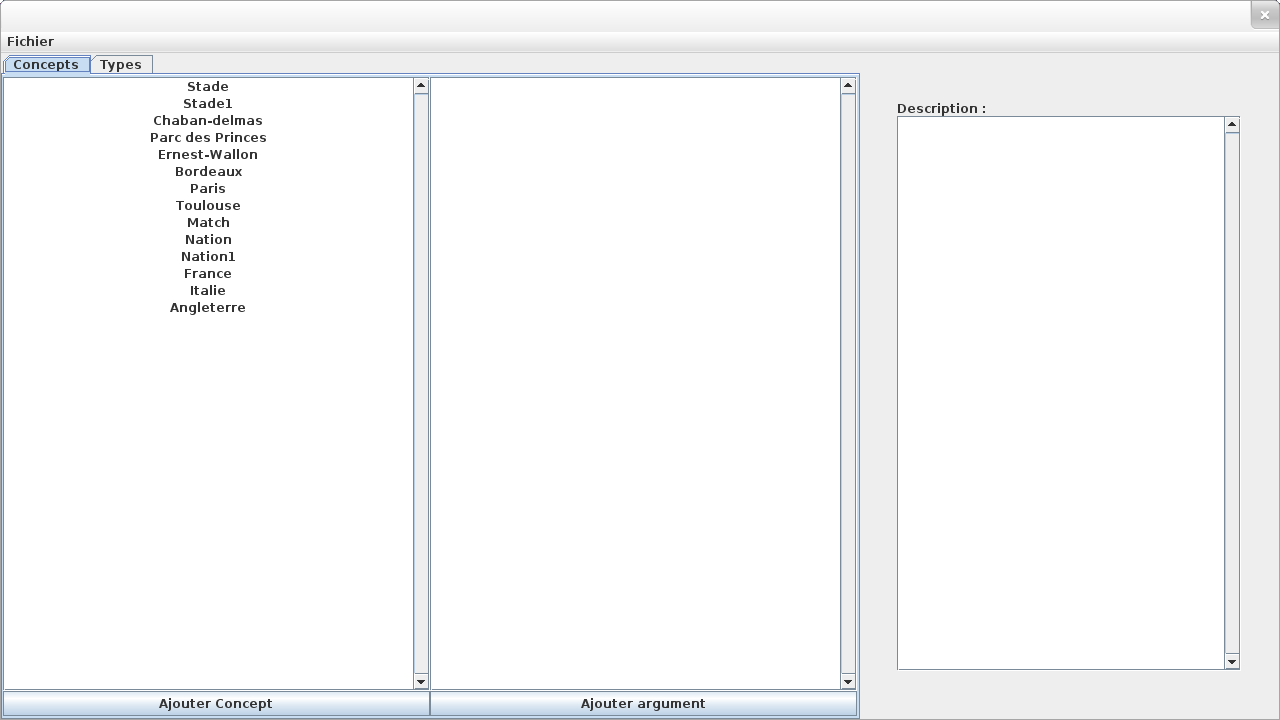 Fichier
Concepts Types
Stade
Stade1
Chaban-delmas
Parc des Princes
Ernest-Wallon
Bordeaux
Paris
Toulouse
Match
Nation
Nation1
France
Italie
Angleterre
Description :
Ajouter Concept Ajouter argument